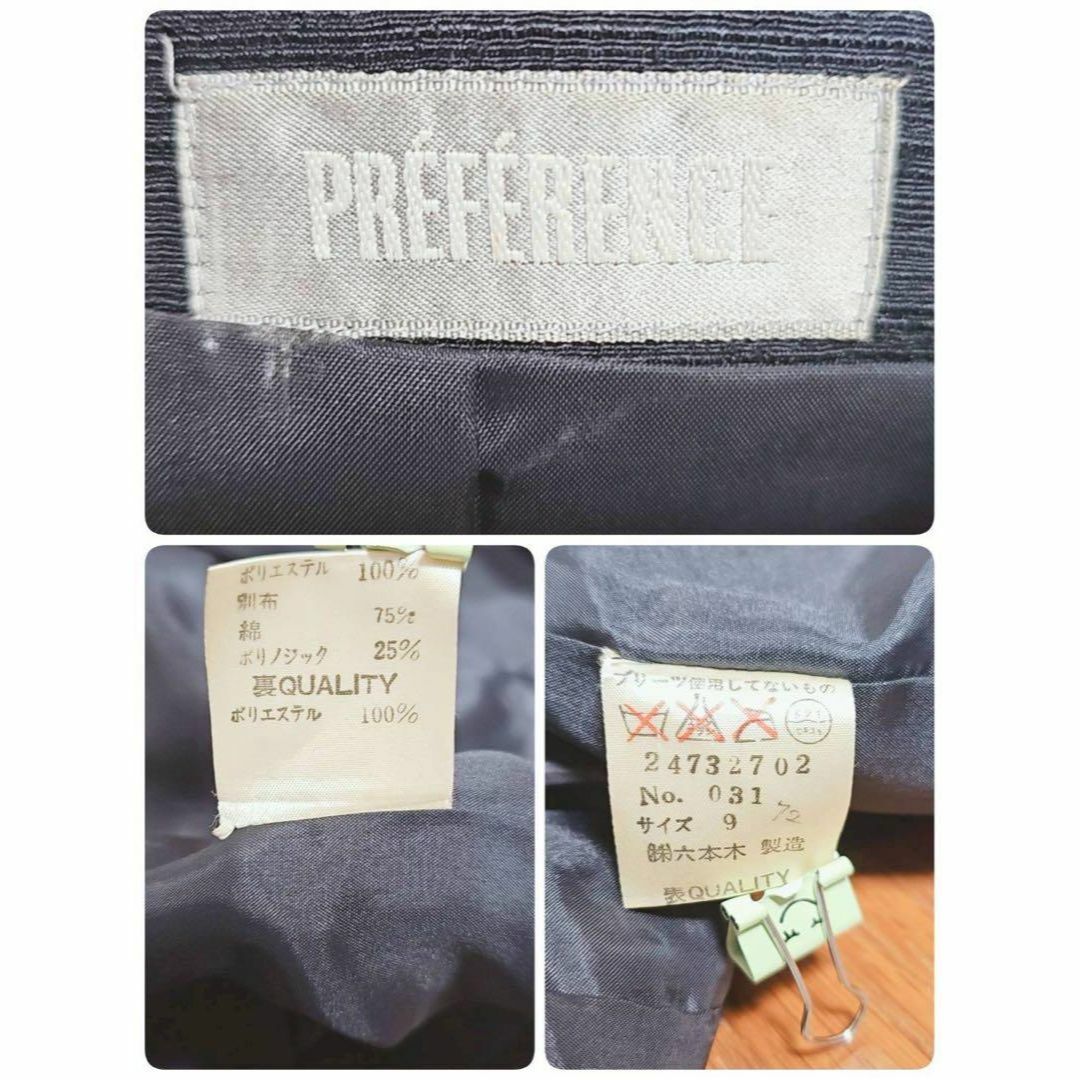 PRÉFÉRENCE
ポリエステル 100%
別布
綿 75%
ポリノジック 25%
裏QUALITY
ポリエステル 100%
プリーツ使用してないもの
24732702
No. 031
サイズ 9 72
㈱六本木 製造
表QUALITY